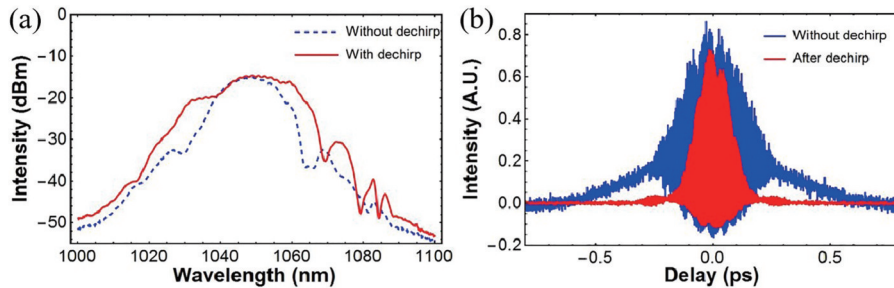 (a)
0
−10
−20
−30
−40
−50
Intensity (dBm)
Without dechirp
With dechirp
1000
1020
1040
1060
1080
1100
Wavelength (nm)
(b)
0.8
0.6
0.4
0.2
0.0
−0.2
Intensity (A.U.)
Without dechirp
After dechirp
−0.5
0.0
0.5
Delay (ps)